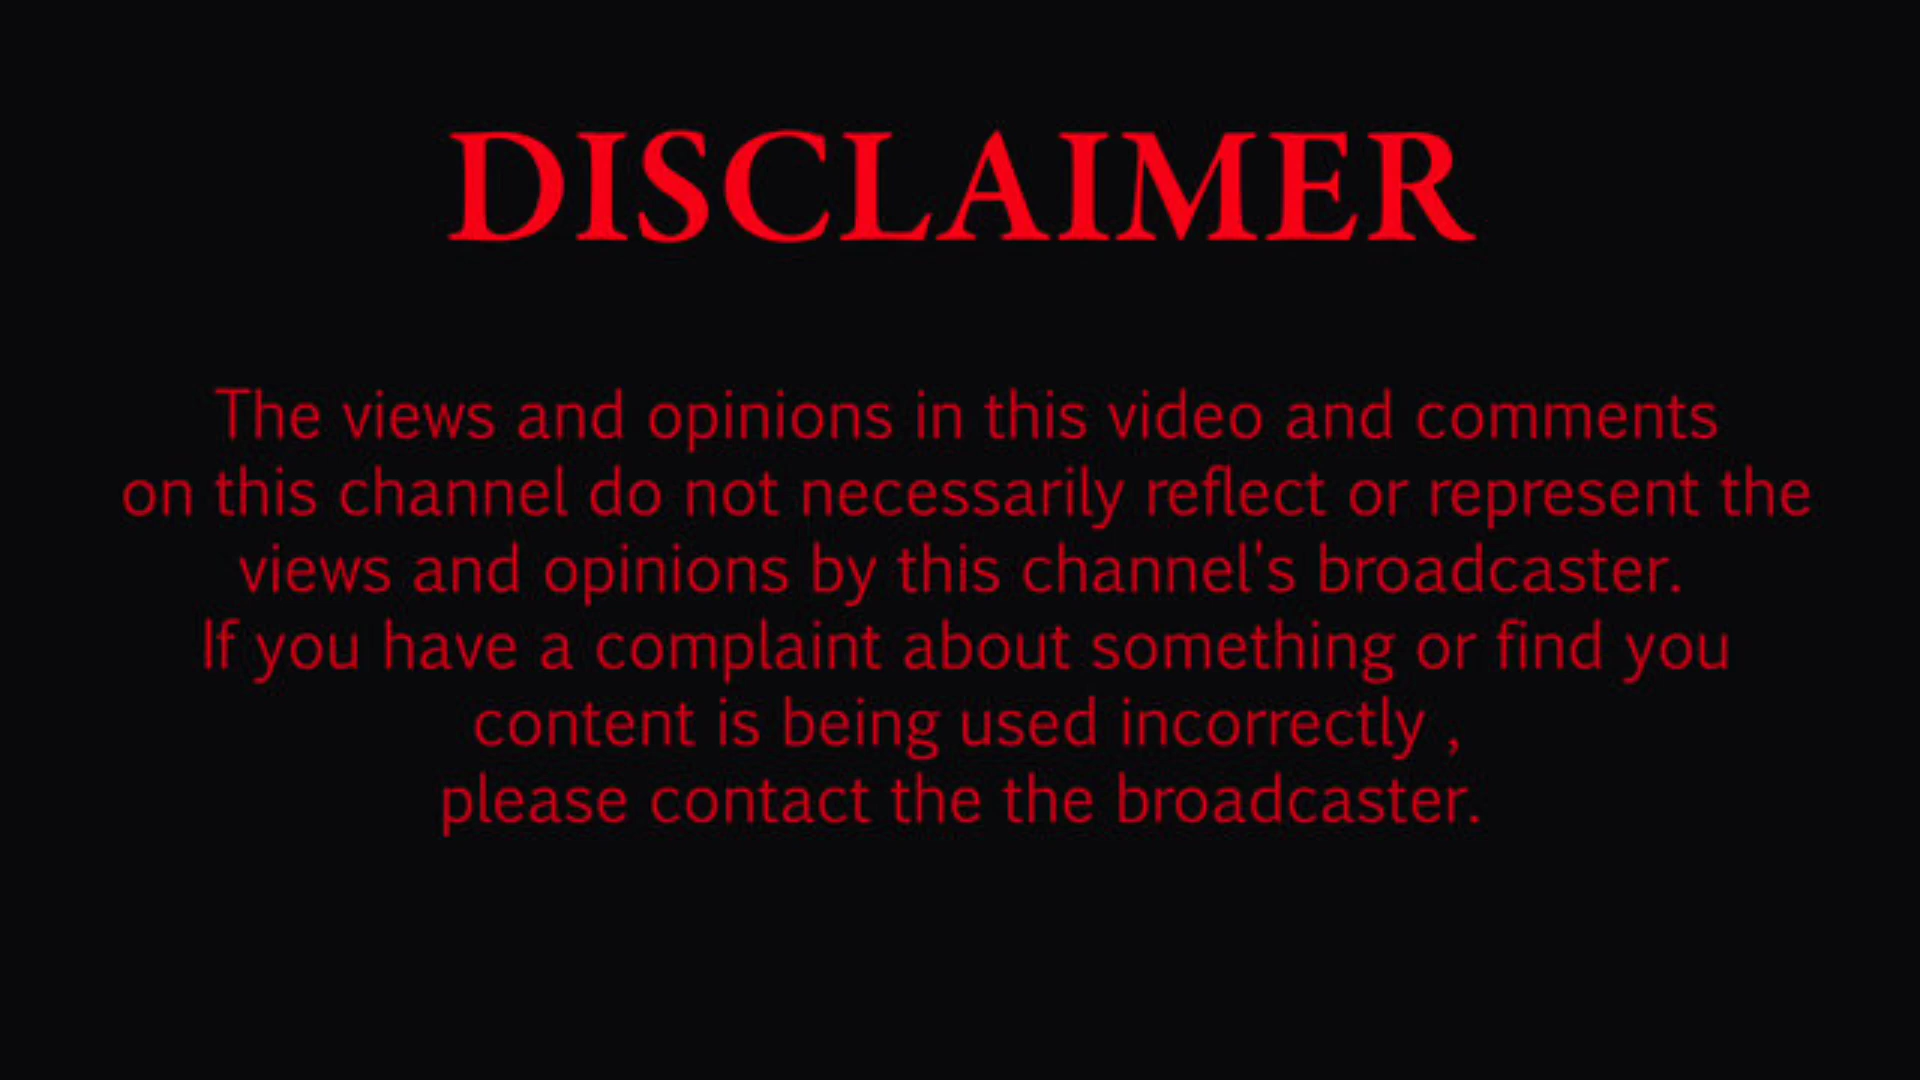 DISCLAIMER
The views and opinions in this video and comments
on this channel do not necessarily reflect or represent the
views and opinions by this channel's broadcaster.
If you have a complaint about something or find you
content is being used incorrectly ,
please contact the the broadcaster.